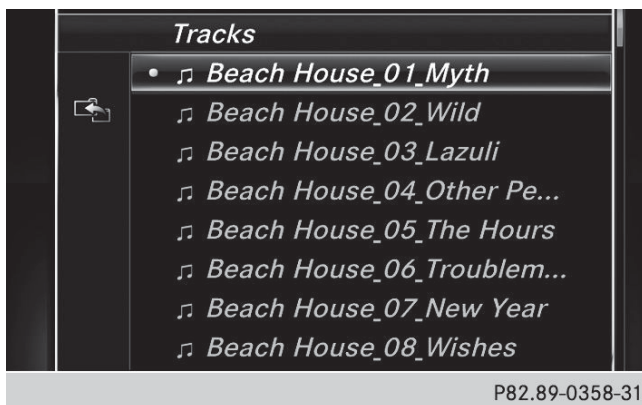 Tracks
Beach House_01_Myth
Beach House_02_Wild
Beach House_03_Lazuli
Beach House_04_Other Pe...
Beach House_05_The Hours
Beach House_06_Troublem...
Beach House_07_New Year
Beach House_08_Wishes
P82.89-0358-31